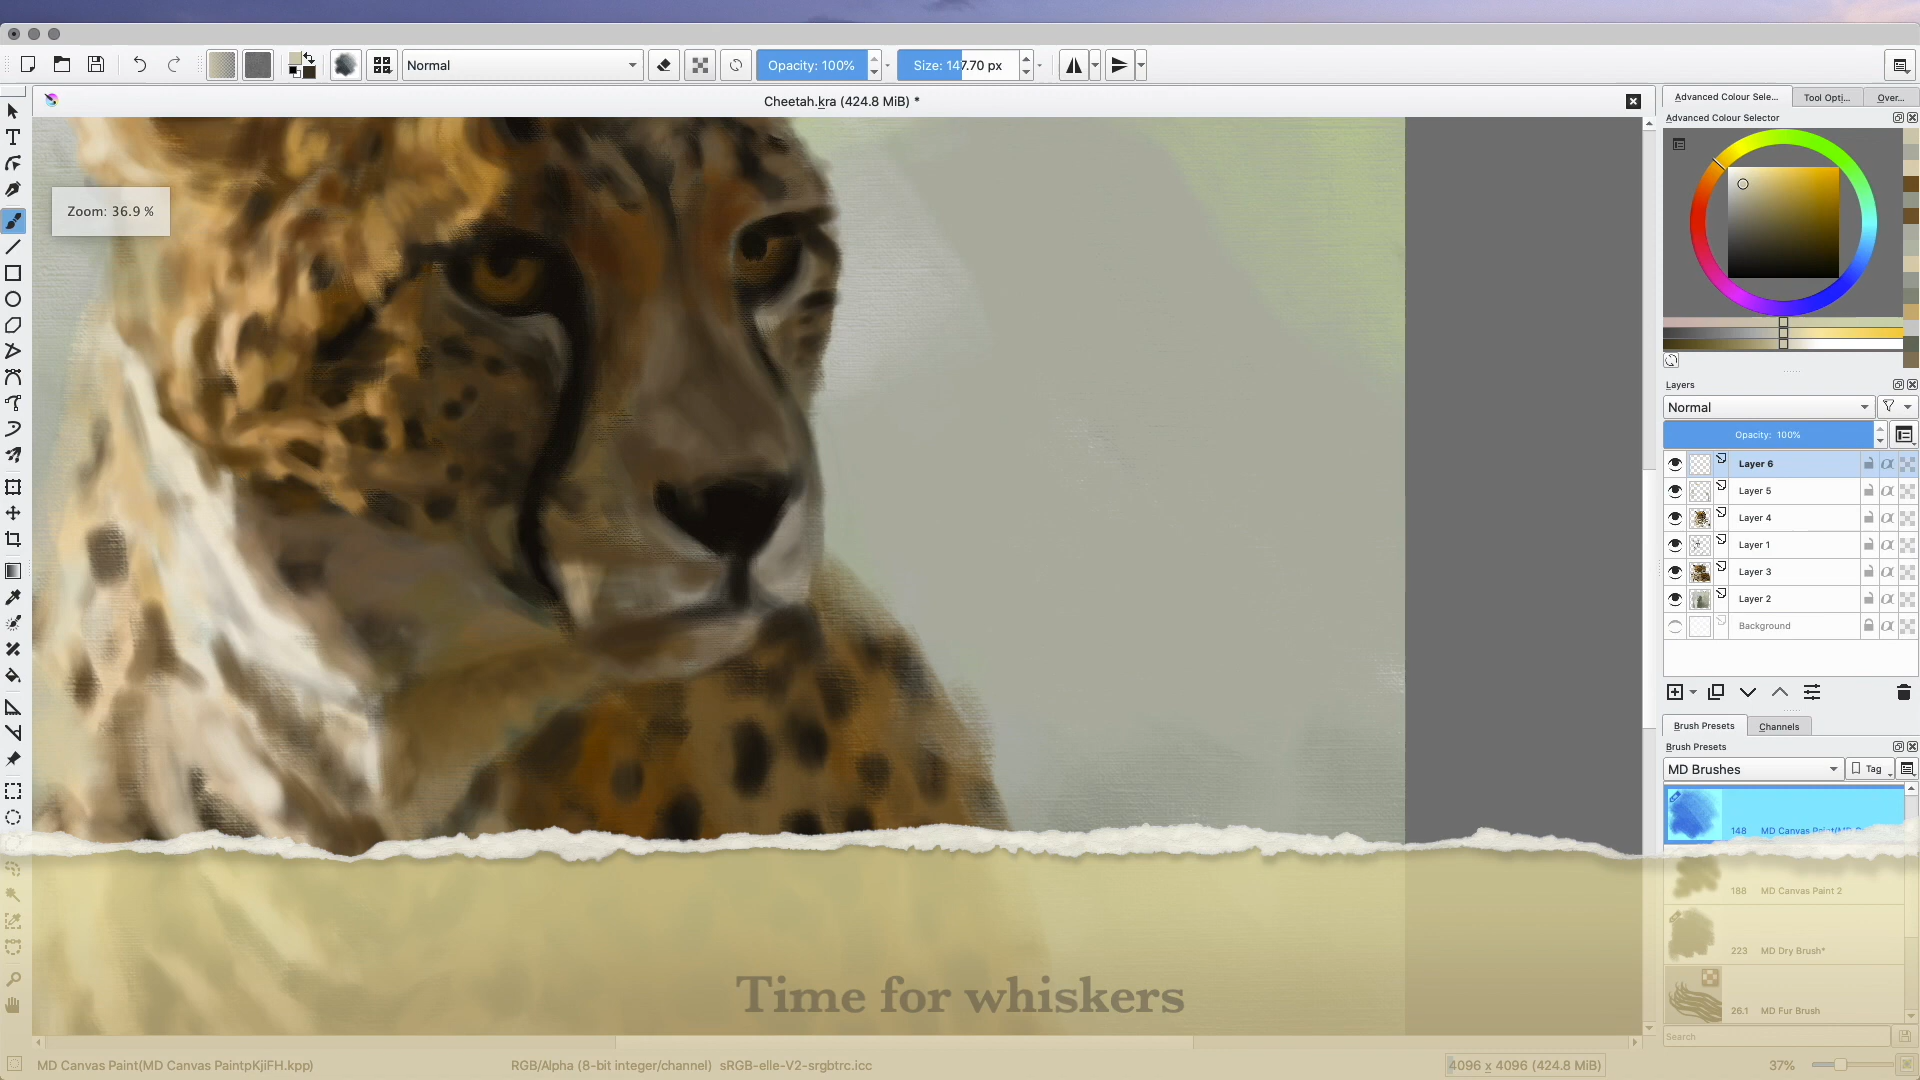 Normal
Opacity: 100%
Size: 147.70 px
Cheetah.kra (424.8 MiB) *
Advanced Colour Sele...
Tool Opti...
Over...
Advanced Colour Selector
Zoom: 36.9 %
Layers
Normal
Opacity: 100%
Layer 6
Layer 5
Layer 4
Layer 1
Layer 3
Layer 2
Background
Brush Presets
Channels
Brush Presets
MD Brushes
Tag
148 MD Canvas Paint(MD C
188 MD Canvas Paint 2
223 MD Dry Brush*
26.1 MD Fur Brush
Search
Time for whiskers
MD Canvas Paint(MD Canvas PaintpKjiFH.kpp)
RGB/Alpha (8-bit integer/channel) sRGB-elle-V2-srgbtrc.icc
4096 x 4096 (424.8 MiB)
37%